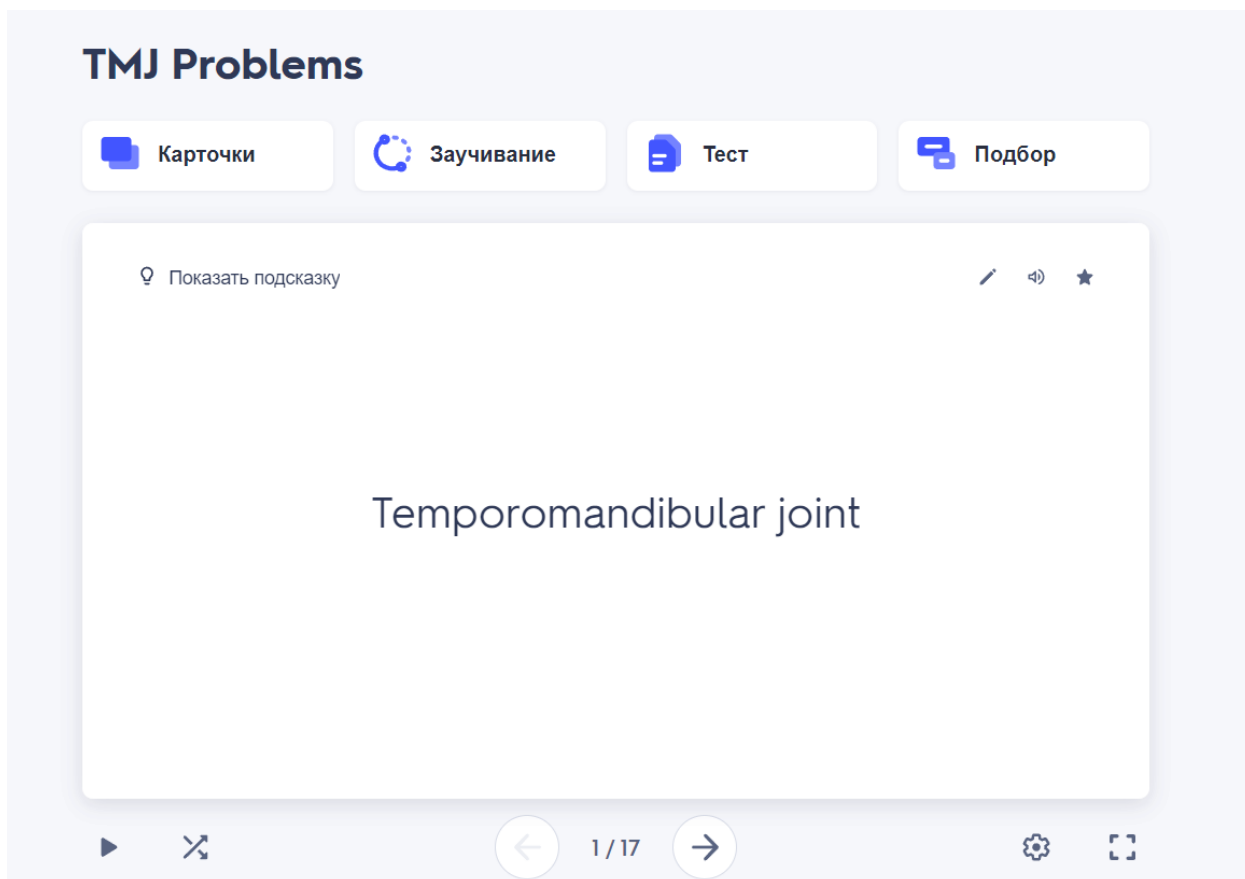 TMJ Problems
Карточки
Заучивание
Тест
Подбор
Показать подсказку
Temporomandibular joint
1 / 17